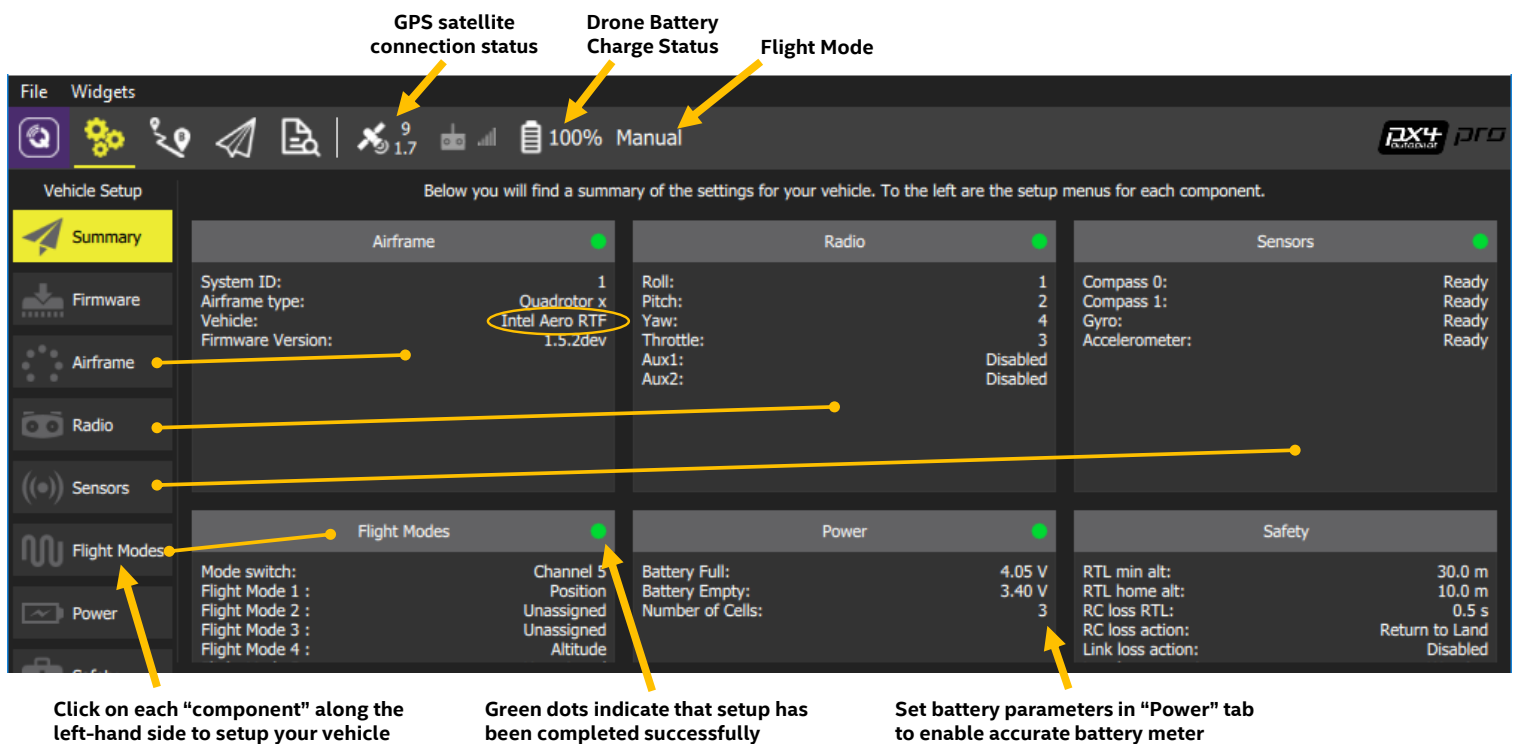 GPS satellite
connection status
Drone Battery
Charge Status
Flight Mode
File Widgets
9
1.7
100% Manual
px4 pro
autopilot
Vehicle Setup
Below you will find a summary of the settings for your vehicle. To the left are the setup menus for each component.
Summary
Firmware
Airframe
Radio
Sensors
Flight Modes
Power
Safety
Airframe
System ID: 1
Airframe type: Quadrotor x
Vehicle: Intel Aero RTF
Firmware Version: 1.5.2dev
Radio
Roll: 1
Pitch: 2
Yaw: 4
Throttle: 3
Aux1: Disabled
Aux2: Disabled
Sensors
Compass 0: Ready
Compass 1: Ready
Gyro: Ready
Accelerometer: Ready
Flight Modes
Mode switch: Channel 5
Flight Mode 1 : Position
Flight Mode 2 : Unassigned
Flight Mode 3 : Unassigned
Flight Mode 4 : Altitude
Power
Battery Full: 4.05 V
Battery Empty: 3.40 V
Number of Cells: 3
Safety
RTL min alt: 30.0 m
RTL home alt: 10.0 m
RC loss RTL: 0.5 s
RC loss action: Return to Land
Link loss action: Disabled
Click on each “component” along the
left-hand side to setup your vehicle
Green dots indicate that setup has
been completed successfully
Set battery parameters in “Power” tab
to enable accurate battery meter